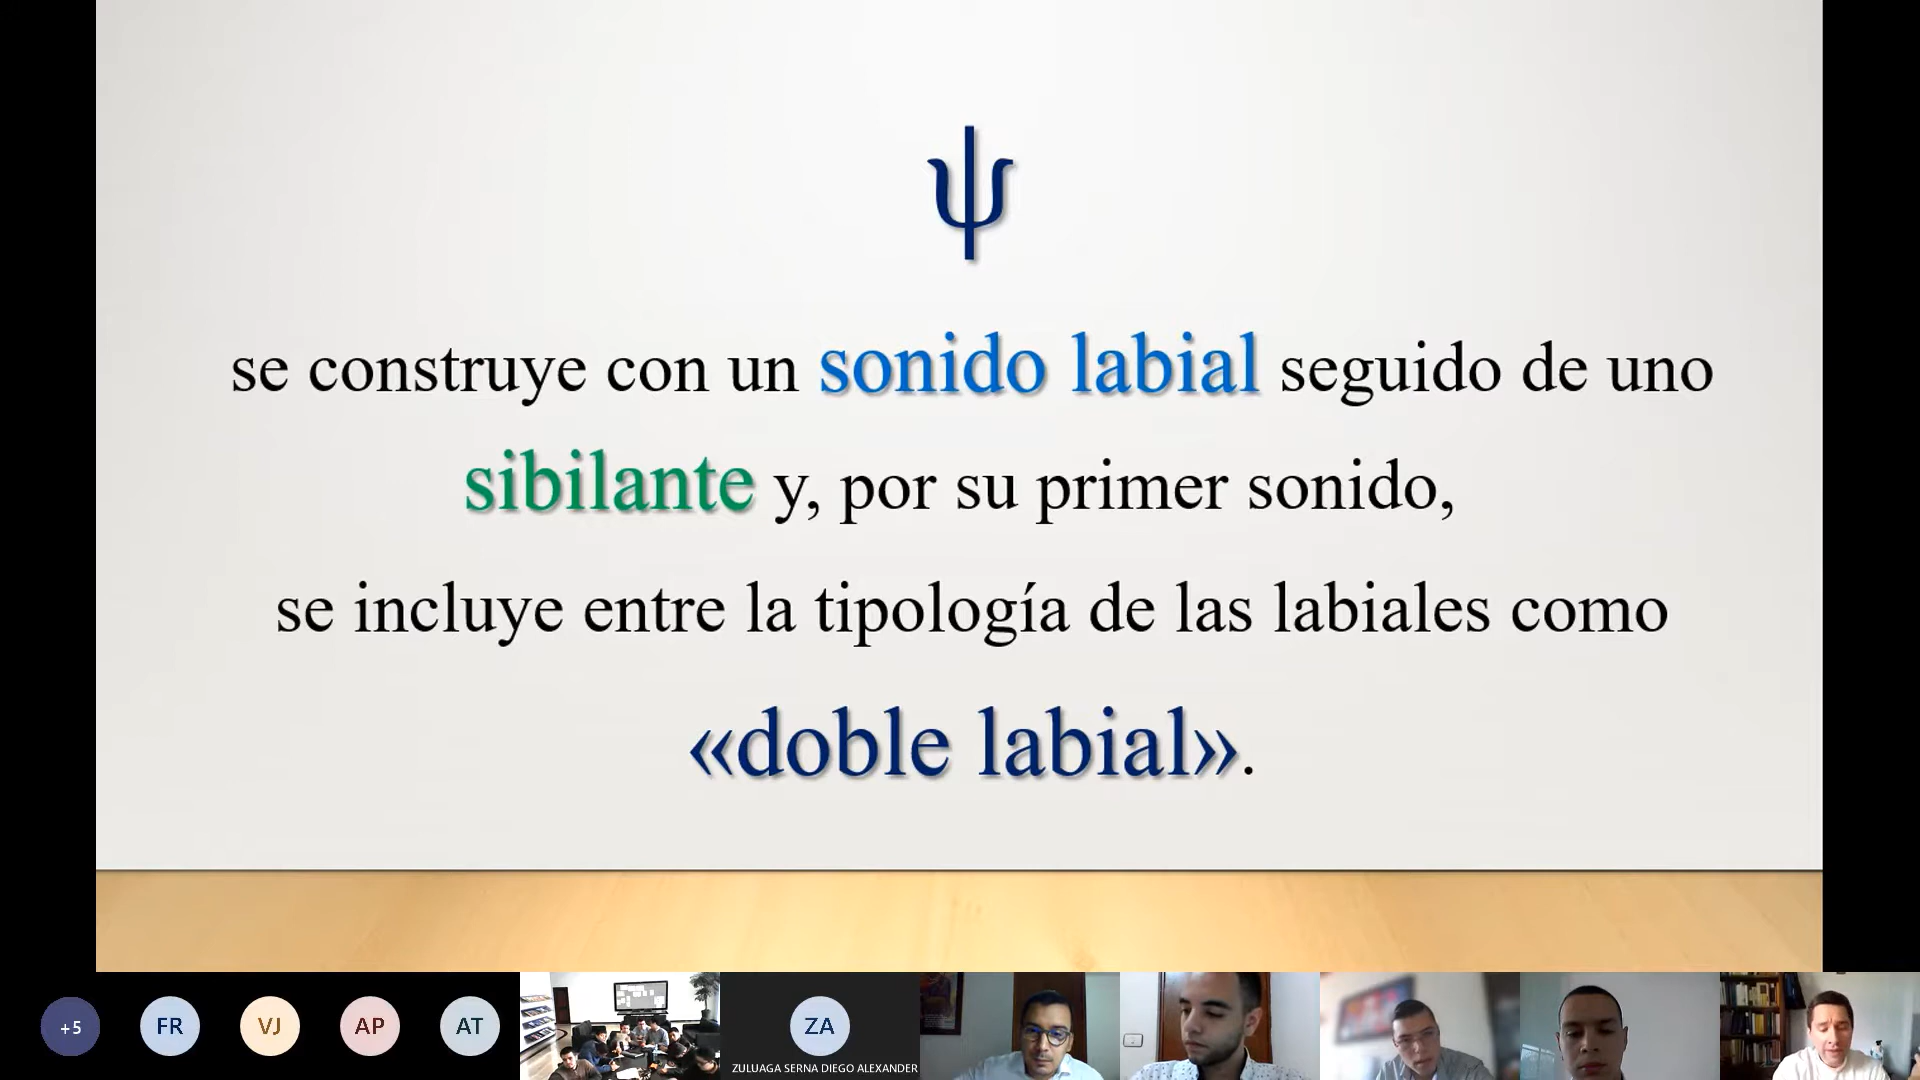 ψ
se construye con un sonido labial seguido de uno
sibilante y, por su primer sonido,
se incluye entre la tipología de las labiales como
«doble labial».
+5
FR
VJ
AP
AT
ZA
ZULUAGA SERNA DIEGO ALEXANDER